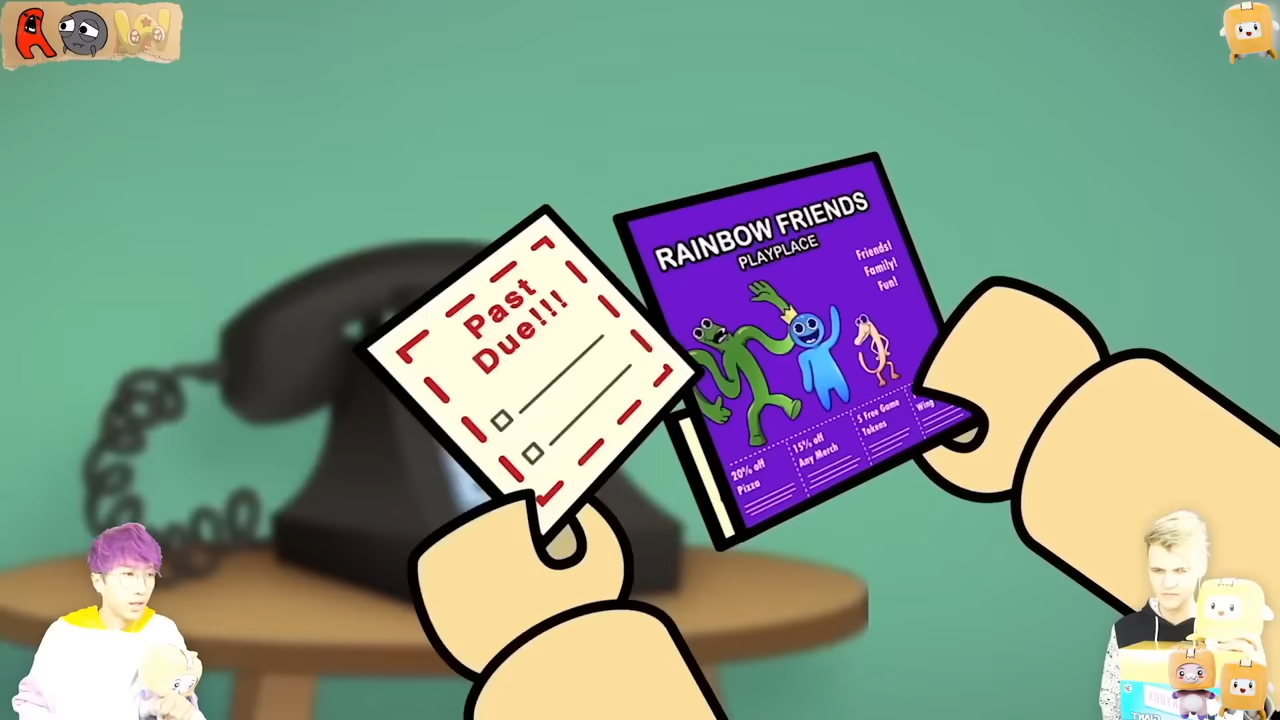 Past
Due!!!
RAINBOW FRIENDS
PLAYPLACE
Friends!
Family!
Fun!
20% off
Pizza
15% off
Any Merch
5 Free Game
Tokens
Wing